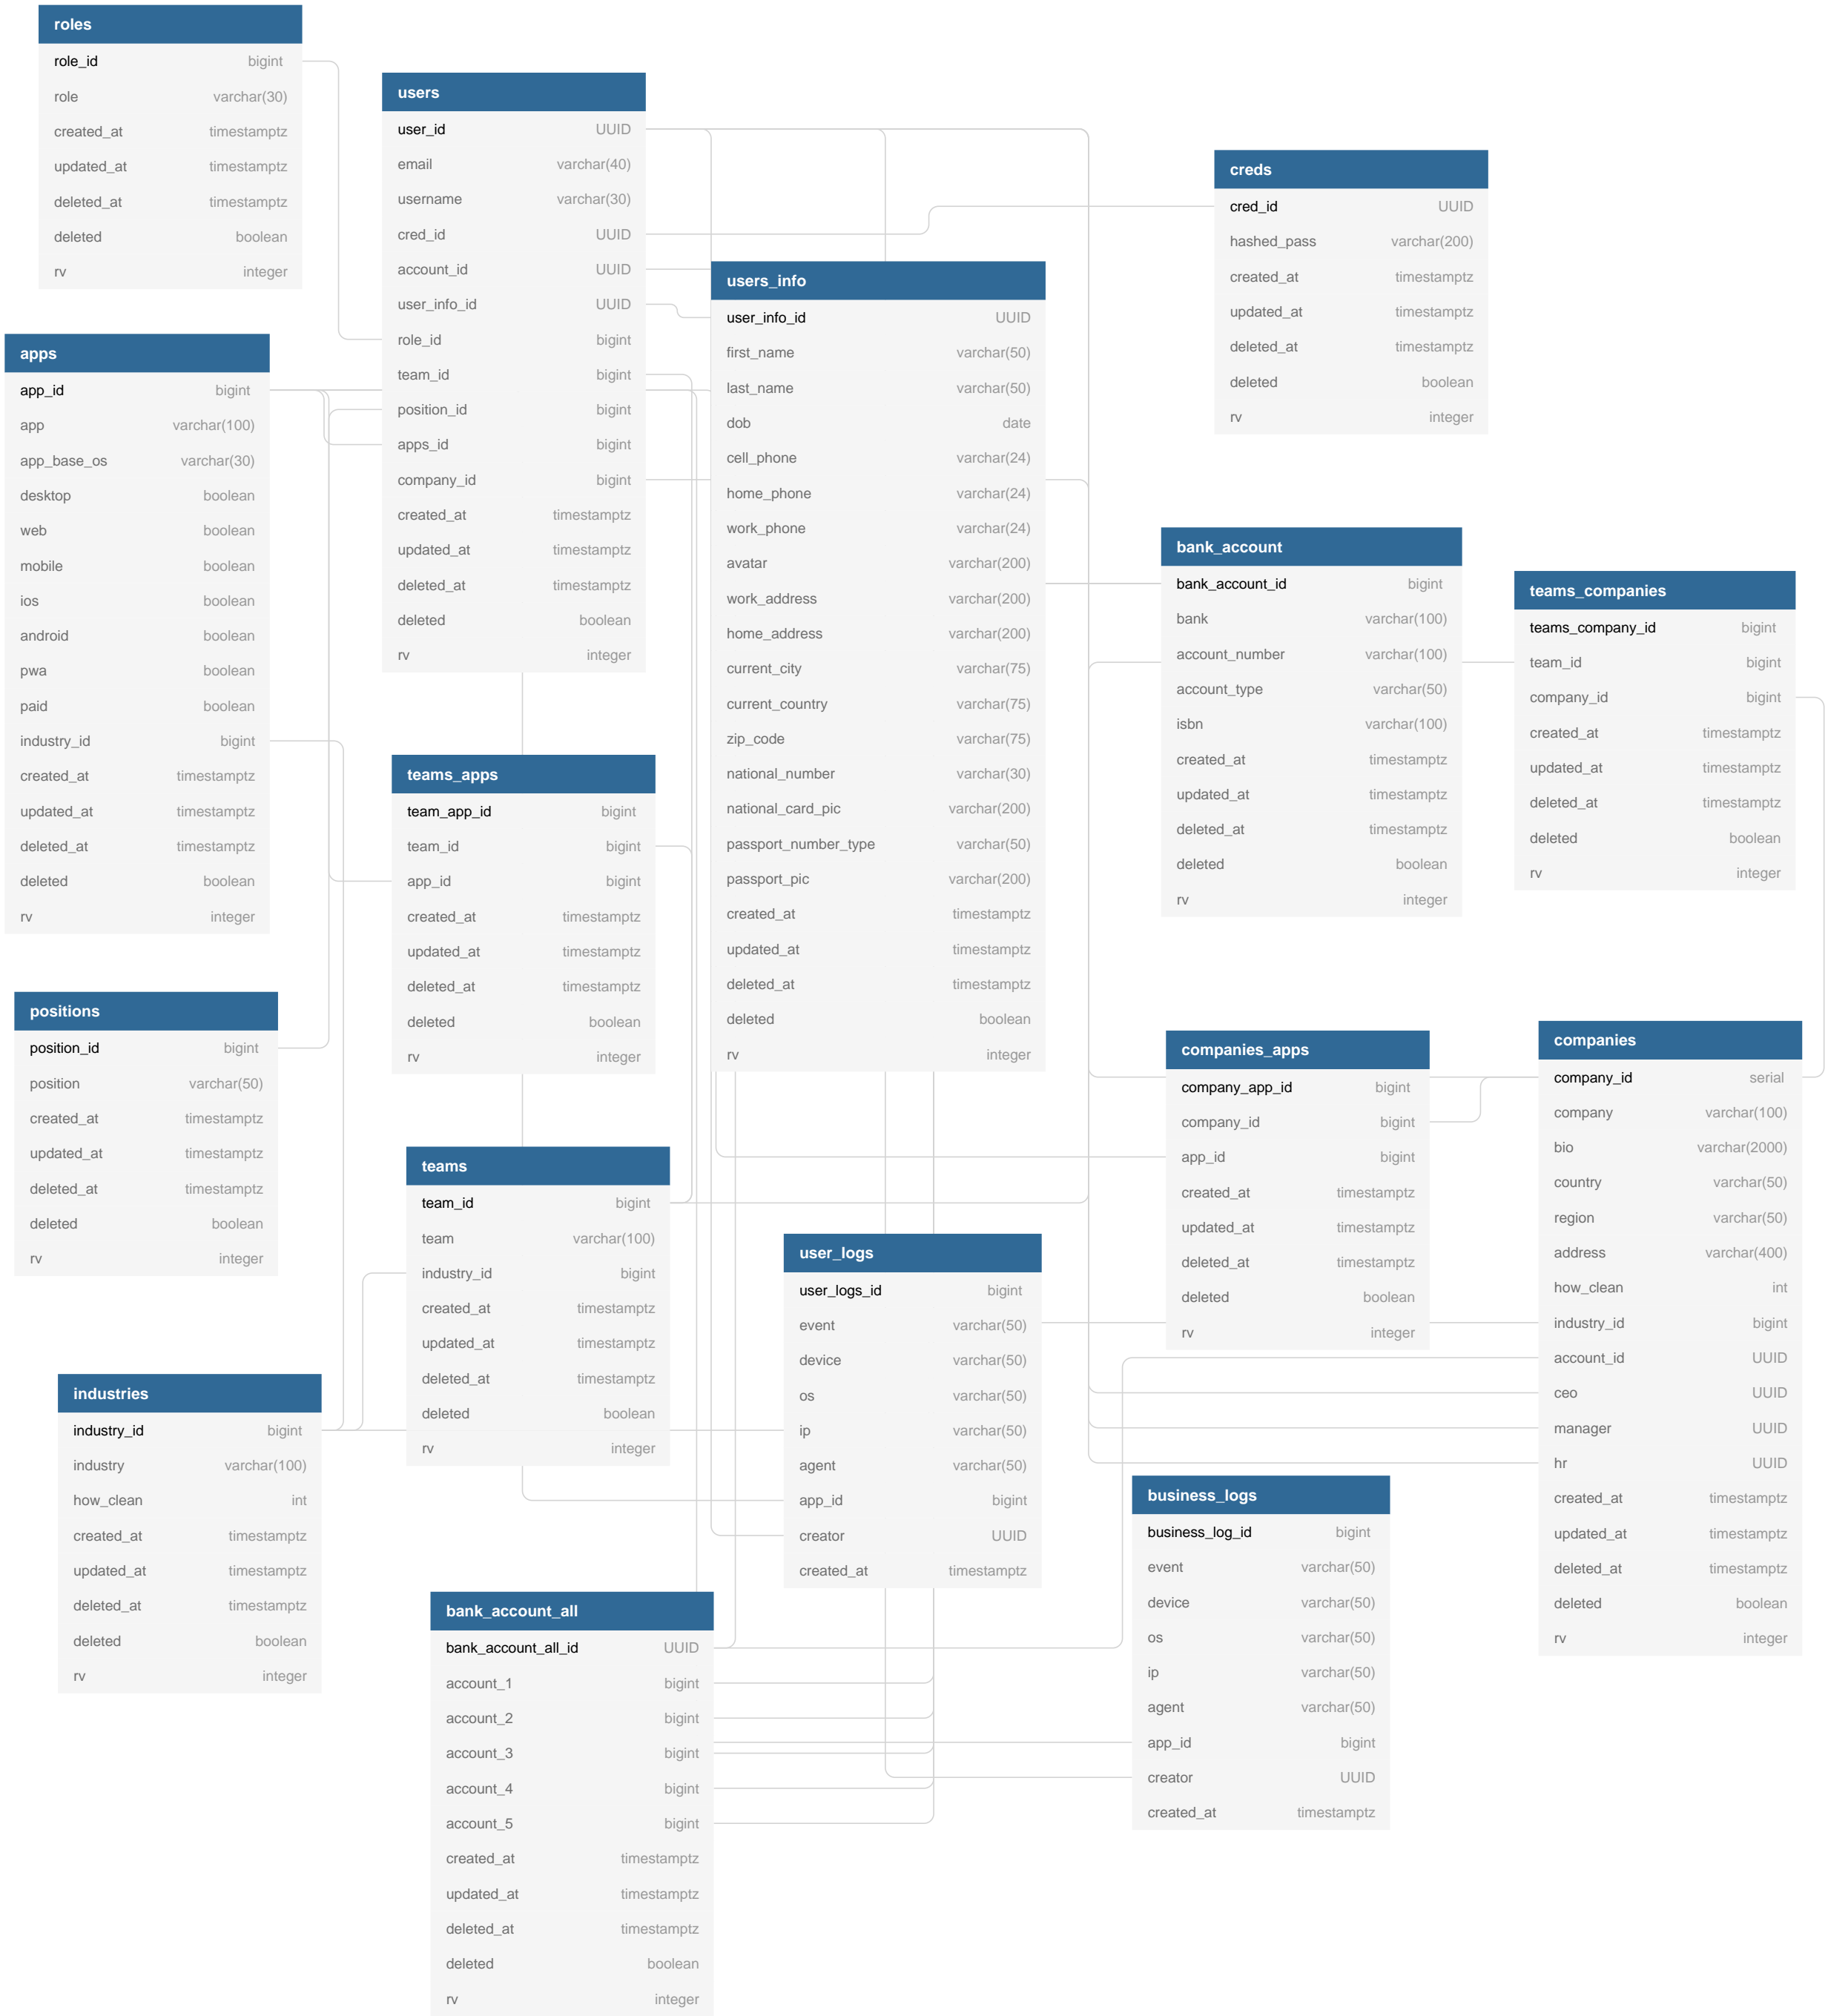 roles
role_id bigint
role varchar(30)
created_at timestamptz
updated_at timestamptz
deleted_at timestamptz
deleted boolean
rv integer
users
user_id UUID
email varchar(40)
username varchar(30)
cred_id UUID
account_id UUID
user_info_id UUID
role_id bigint
team_id bigint
position_id bigint
apps_id bigint
company_id bigint
created_at timestamptz
updated_at timestamptz
deleted_at timestamptz
deleted boolean
rv integer
creds
cred_id UUID
hashed_pass varchar(200)
created_at timestamptz
updated_at timestamptz
deleted_at timestamptz
deleted boolean
rv integer
users_info
user_info_id UUID
first_name varchar(50)
last_name varchar(50)
dob date
cell_phone varchar(24)
home_phone varchar(24)
work_phone varchar(24)
avatar varchar(200)
work_address varchar(200)
home_address varchar(200)
current_city varchar(75)
current_country varchar(75)
zip_code varchar(75)
national_number varchar(30)
national_card_pic varchar(200)
passport_number_type varchar(50)
passport_pic varchar(200)
created_at timestamptz
updated_at timestamptz
deleted_at timestamptz
deleted boolean
rv integer
apps
app_id bigint
app varchar(100)
app_base_os varchar(30)
desktop boolean
web boolean
mobile boolean
ios boolean
android boolean
pwa boolean
paid boolean
industry_id bigint
created_at timestamptz
updated_at timestamptz
deleted_at timestamptz
deleted boolean
rv integer
bank_account
bank_account_id bigint
bank varchar(100)
account_number varchar(100)
account_type varchar(50)
isbn varchar(100)
created_at timestamptz
updated_at timestamptz
deleted_at timestamptz
deleted boolean
rv integer
teams_companies
teams_company_id bigint
team_id bigint
company_id bigint
created_at timestamptz
updated_at timestamptz
deleted_at timestamptz
deleted boolean
rv integer
teams_apps
team_app_id bigint
team_id bigint
app_id bigint
created_at timestamptz
updated_at timestamptz
deleted_at timestamptz
deleted boolean
rv integer
positions
position_id bigint
position varchar(50)
created_at timestamptz
updated_at timestamptz
deleted_at timestamptz
deleted boolean
rv integer
companies_apps
company_app_id bigint
company_id bigint
app_id bigint
created_at timestamptz
updated_at timestamptz
deleted_at timestamptz
deleted boolean
rv integer
companies
company_id serial
company varchar(100)
bio varchar(2000)
country varchar(50)
region varchar(50)
address varchar(400)
how_clean int
industry_id bigint
account_id UUID
ceo UUID
manager UUID
hr UUID
created_at timestamptz
updated_at timestamptz
deleted_at timestamptz
deleted boolean
rv integer
teams
team_id bigint
team varchar(100)
industry_id bigint
created_at timestamptz
updated_at timestamptz
deleted_at timestamptz
deleted boolean
rv integer
user_logs
user_logs_id bigint
event varchar(50)
device varchar(50)
os varchar(50)
ip varchar(50)
agent varchar(50)
app_id bigint
creator UUID
created_at timestamptz
industries
industry_id bigint
industry varchar(100)
how_clean int
created_at timestamptz
updated_at timestamptz
deleted_at timestamptz
deleted boolean
rv integer
business_logs
business_log_id bigint
event varchar(50)
device varchar(50)
os varchar(50)
ip varchar(50)
agent varchar(50)
app_id bigint
creator UUID
created_at timestamptz
bank_account_all
bank_account_all_id UUID
account_1 bigint
account_2 bigint
account_3 bigint
account_4 bigint
account_5 bigint
created_at timestamptz
updated_at timestamptz
deleted_at timestamptz
deleted boolean
rv integer